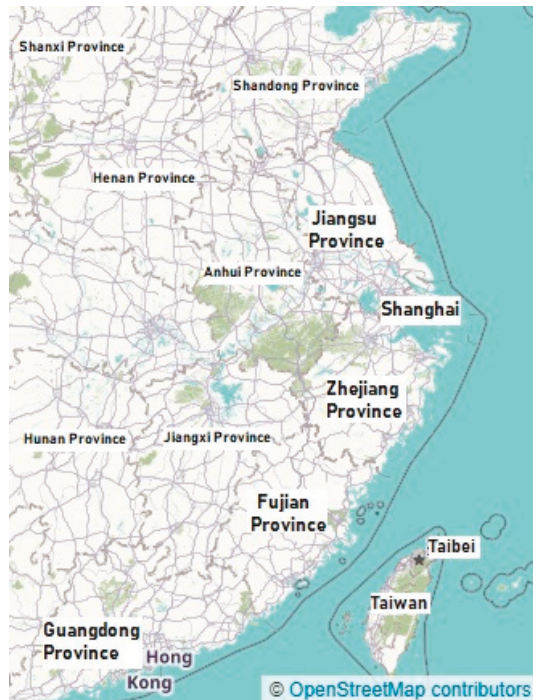 Shanxi Province
Shandong Province
Henan Province
Jiangsu
Province
Anhui Province
Shanghai
Zhejiang
Province
Hunan Province
Jiangxi Province
Fujian
Province
Taibei
Taiwan
Guangdong
Province
Hong
Kong
© OpenStreetMap contributors